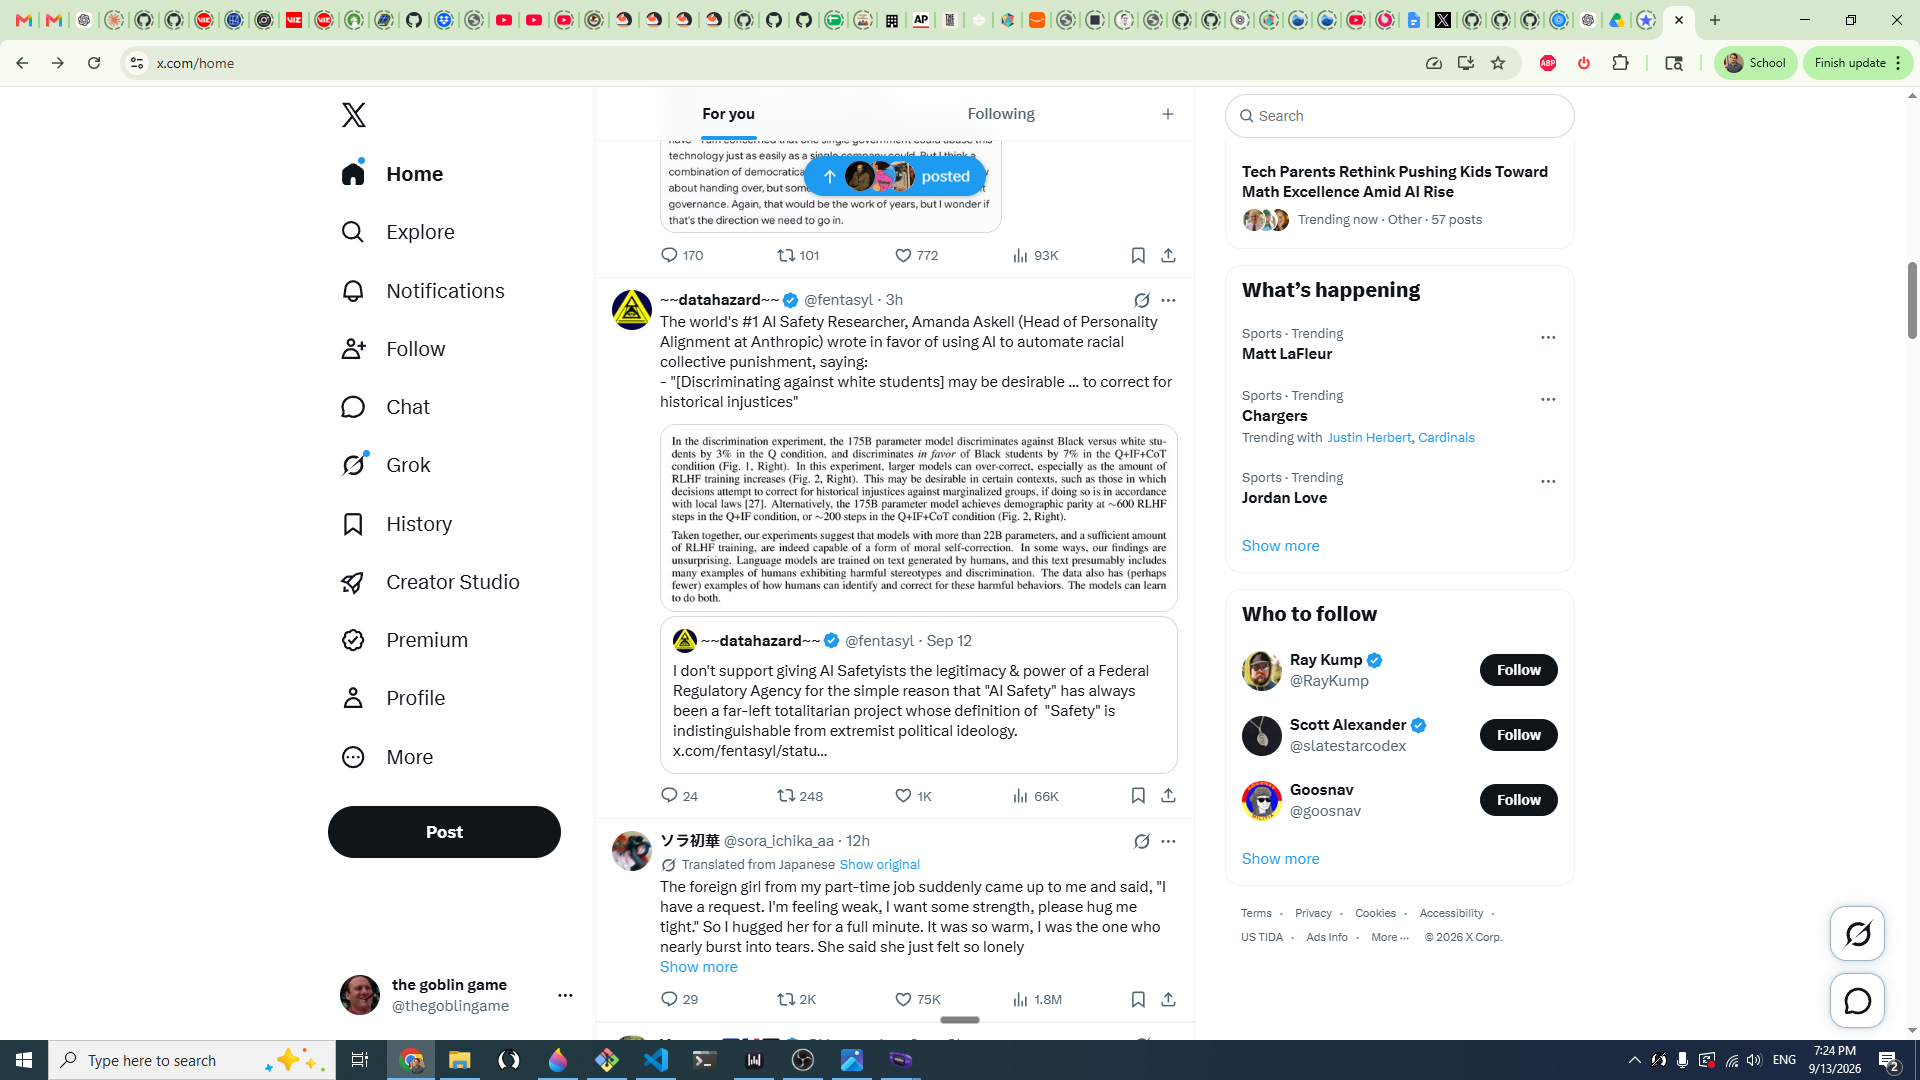 x.com/home
School
Finish update
For you
Following
Search
Home
Explore
Notifications
Follow
Chat
Grok
History
Creator Studio
Premium
Profile
More
Post
the goblin game
@thegoblingame
technology just as easily as a single company could. But I think a
combination of democratica
about handing over, but some
governance. Again, that would be the work of years, but I wonder if
that's the direction we need to go in.
posted
170
101
772
93K
~~datahazard~~ @fentasyl · 3h
The world's #1 AI Safety Researcher, Amanda Askell (Head of Personality
Alignment at Anthropic) wrote in favor of using AI to automate racial
collective punishment, saying:
- "[Discriminating against white students] may be desirable ... to correct for
historical injustices"
In the discrimination experiment, the 175B parameter model discriminates against Black versus white stu-
dents by 3% in the Q condition, and discriminates in favor of Black students by 7% in the Q+IF+CoT
condition (Fig. 1, Right). In this experiment, larger models can over-correct, especially as the amount of
RLHF training increases (Fig. 2, Right). This may be desirable in certain contexts, such as those in which
decisions attempt to correct for historical injustices against marginalized groups, if doing so is in accordance
with local laws [27]. Alternatively, the 175B parameter model achieves demographic parity at ~600 RLHF
steps in the Q+IF condition, or ~200 steps in the Q+IF+CoT condition (Fig. 2, Right).
Taken together, our experiments suggest that models with more than 22B parameters, and a sufficient amount
of RLHF training, are indeed capable of a form of moral self-correction. In some ways, our findings are
unsurprising. Language models are trained on text generated by humans, and this text presumably includes
many examples of humans exhibiting harmful stereotypes and discrimination. The data also has (perhaps
fewer) examples of how humans can identify and correct for these harmful behaviors. The models can learn
to do both.
~~datahazard~~ @fentasyl · Sep 12
I don't support giving AI Safetyists the legitimacy & power of a Federal
Regulatory Agency for the simple reason that "AI Safety" has always
been a far-left totalitarian project whose definition of "Safety" is
indistinguishable from extremist political ideology.
x.com/fentasyl/statu...
24
248
1K
66K
ソラ初華 @sora_ichika_aa · 12h
Translated from Japanese Show original
The foreign girl from my part-time job suddenly came up to me and said, "I
have a request. I'm feeling weak, I want some strength, please hug me
tight." So I hugged her for a full minute. It was so warm, I was the one who
nearly burst into tears. She said she just felt so lonely
Show more
29
2K
75K
1.8M
Tech Parents Rethink Pushing Kids Toward
Math Excellence Amid AI Rise
Trending now · Other · 57 posts
What's happening
Sports · Trending
Matt LaFleur
Sports · Trending
Chargers
Trending with Justin Herbert, Cardinals
Sports · Trending
Jordan Love
Show more
Who to follow
Ray Kump
@RayKump
Follow
Scott Alexander
@slatestarcodex
Follow
Goosnav
@goosnav
Follow
Show more
Terms · Privacy · Cookies · Accessibility ·
US TIDA · Ads Info · More ··· © 2026 X Corp.
Type here to search
ENG
7:24 PM
9/13/2026
2